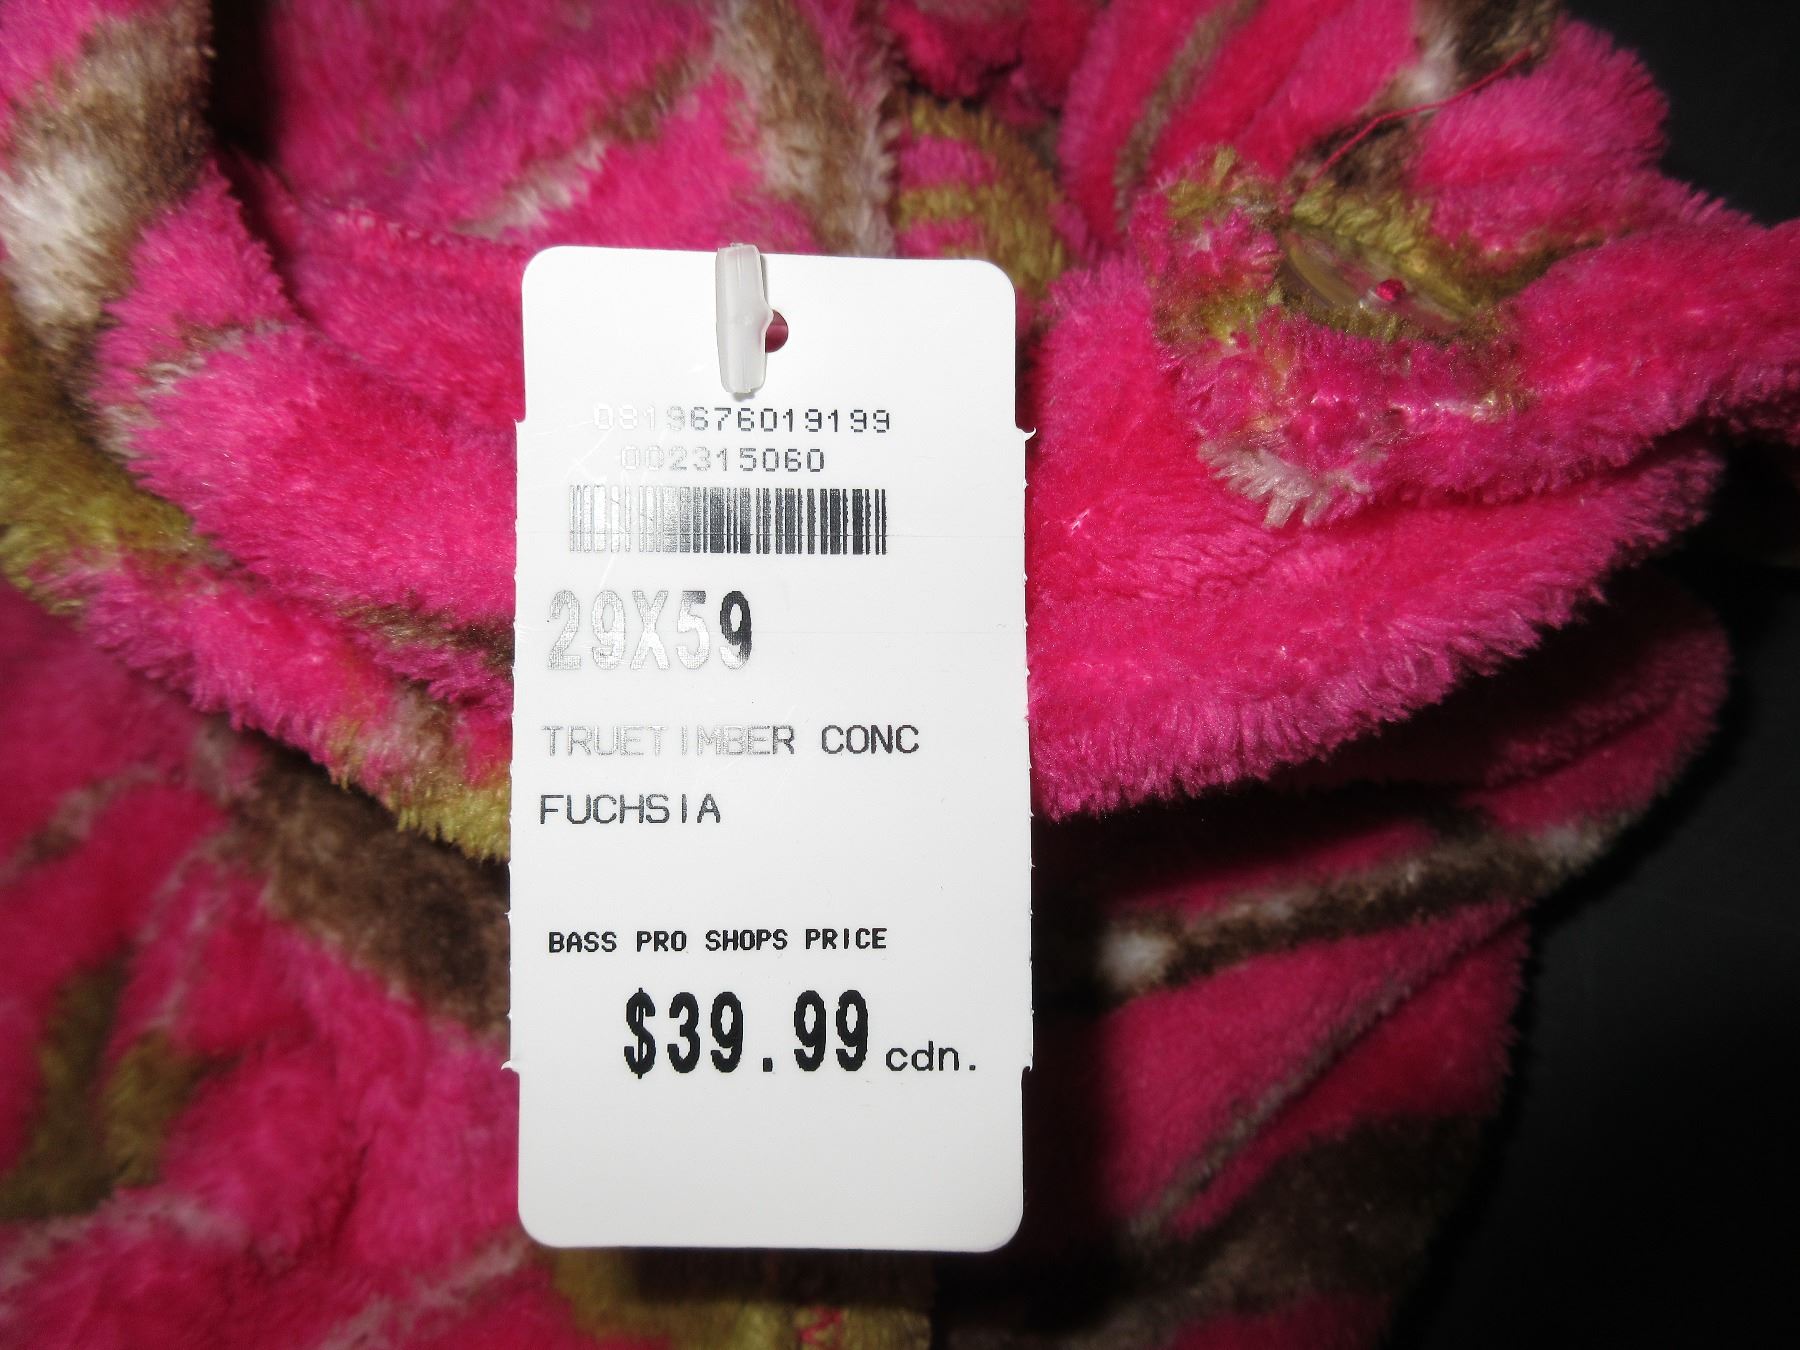 0819676019199
002315060
29X59
TRUETIMBER CONC
FUCHSIA
BASS PRO SHOPS PRICE
$39.99 cdn.